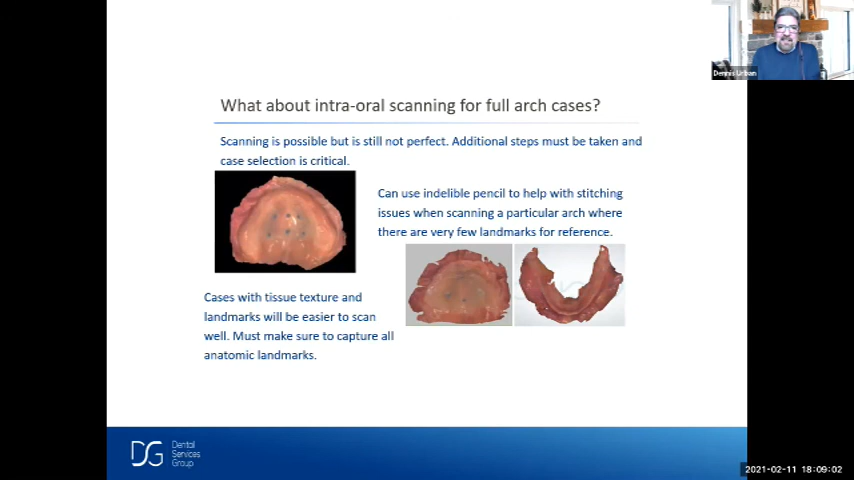 Dennis Urban
What about intra-oral scanning for full arch cases?
Scanning is possible but is still not perfect. Additional steps must be taken and
case selection is critical.
Can use indelible pencil to help with stitching
issues when scanning a particular arch where
there are very few landmarks for reference.
Cases with tissue texture and
landmarks will be easier to scan
well. Must make sure to capture all
anatomic landmarks.
DSG
Dental
Services
Group
2021-02-11 18:09:02